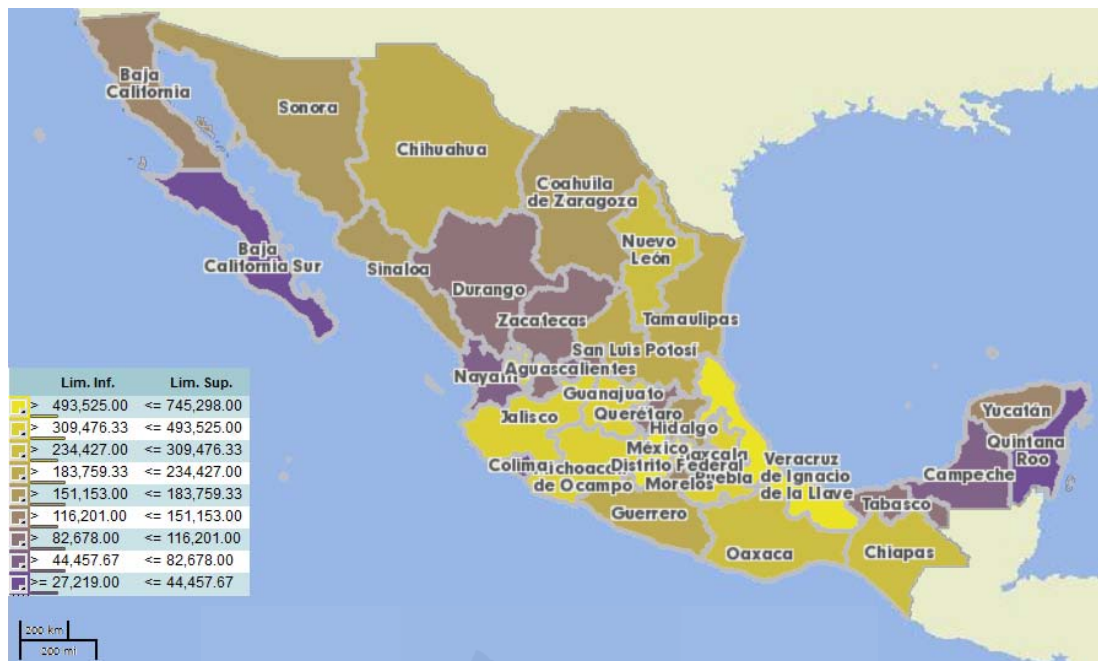 Baja
California
Sonora
Chihuahua
Coahuila
de Zaragoza
Nuevo
León
Baja
California Sur
Sinaloa
Durango
Zacatecas
Tamaulipas
San Luis Potosí
Aguascalientes
Guanajuato
Jalisco
Querétaro
Hidalgo
Yucatán
Quintana
Roo
Campeche
México
Colima
Distrito Federal
de Ocampo
Morelos
Puebla
Veracruz
de Ignacio
de la Llave
Tabasco
Guerrero
Oaxaca
Chiapas
Lim. Inf. Lim. Sup.
> 493,525.00 <= 745,298.00
> 309,476.33 <= 493,525.00
> 234,427.00 <= 309,476.33
> 183,759.33 <= 234,427.00
> 151,153.00 <= 183,759.33
> 116,201.00 <= 151,153.00
> 82,678.00 <= 116,201.00
> 44,457.67 <= 82,678.00
>= 27,219.00 <= 44,457.67
200 km
200 mi